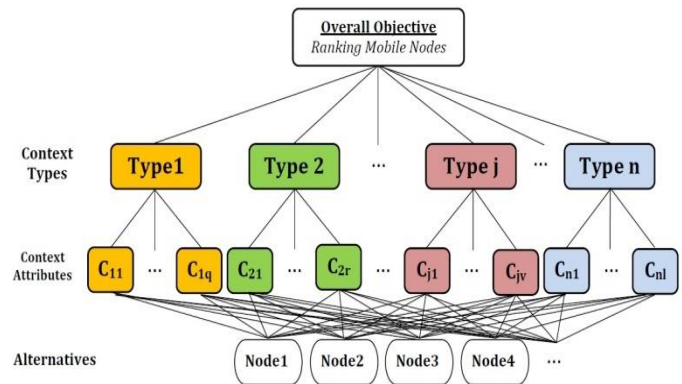 Overall Objective
Ranking Mobile Nodes
Context Types
Type1 Type 2 ... Type j ... Type n
Context Attributes
C11 ... C1q C21 ... C2r ... Cj1 ... Cjv Cn1 ... Cnl
Alternatives Node1 Node2 Node3 Node4 ...